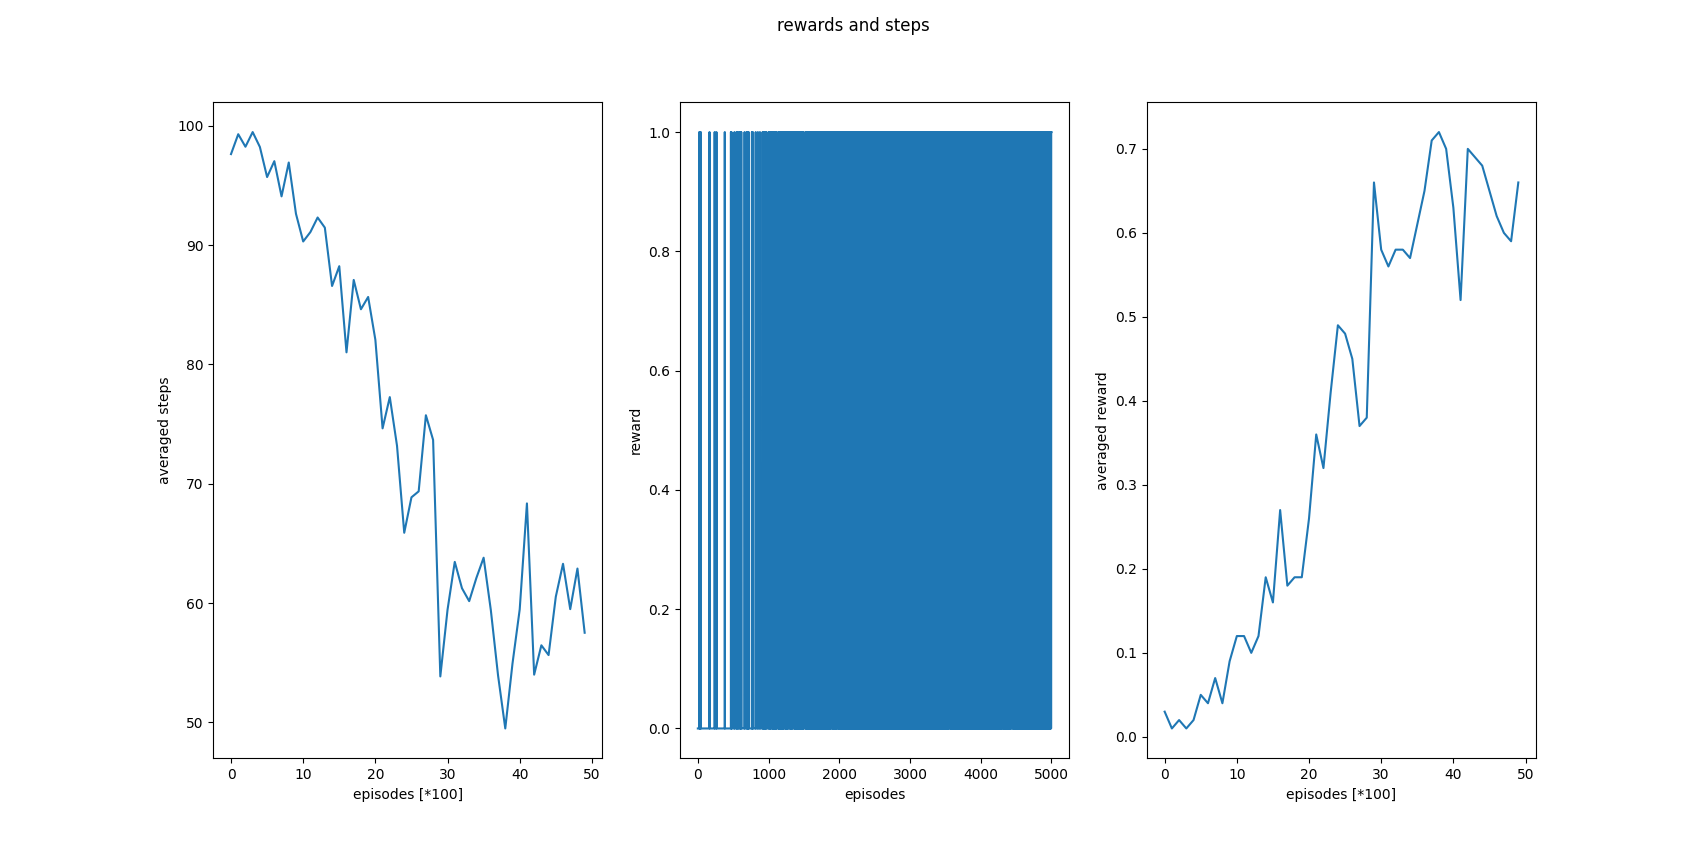 rewards and steps
100
90
80
70
60
50
averaged steps
0 10 20 30 40 50
episodes [*100]
1.0
0.8
0.6
0.4
0.2
0.0
reward
0 1000 2000 3000 4000 5000
episodes
0.7
0.6
0.5
0.4
0.3
0.2
0.1
0.0
averaged reward
0 10 20 30 40 50
episodes [*100]